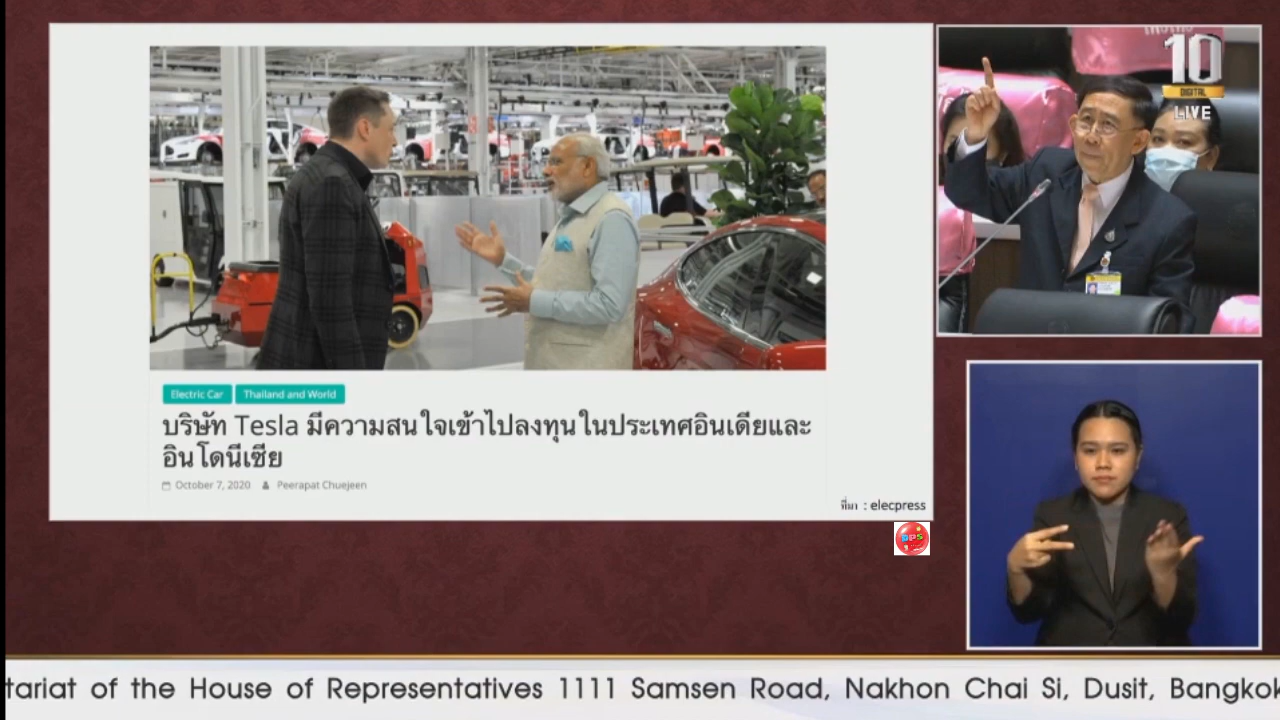 10
DIGITAL
LIVE
Electric Car
Thailand and World
บริษัท Tesla มีความสนใจเข้าไปลงทุนในประเทศอินเดียและ
อินโดนีเซีย
October 7, 2020 Peerapat Chuejeen
ที่มา : elecpress
DPS
tariat of the House of Representatives 1111 Samsen Road, Nakhon Chai Si, Dusit, Bangkok